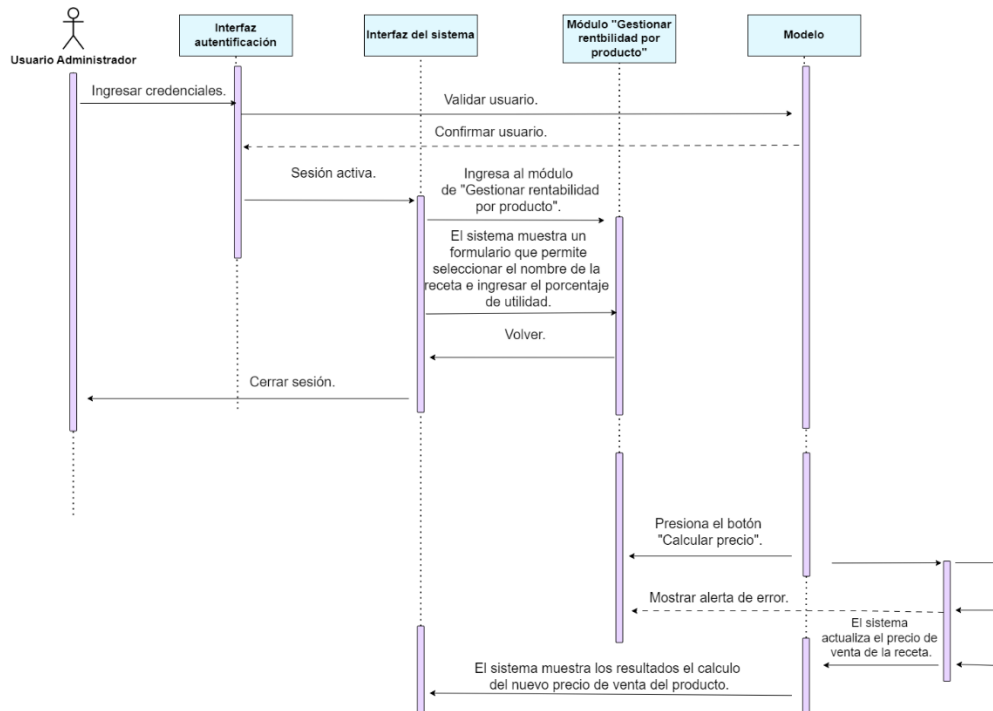 Usuario Administrador
Interfaz
autentificación
Interfaz del sistema
Módulo "Gestionar
rentbilidad por
producto"
Modelo
Ingresar credenciales.
Validar usuario.
Confirmar usuario.
Sesión activa.
Ingresa al módulo
de "Gestionar rentabilidad
por producto".
El sistema muestra un
formulario que permite
seleccionar el nombre de la
receta e ingresar el porcentaje
de utilidad.
Volver.
Cerrar sesión.
Presiona el botón
"Calcular precio".
Mostrar alerta de error.
El sistema
actualiza el precio de
venta de la receta.
El sistema muestra los resultados el calculo
del nuevo precio de venta del producto.